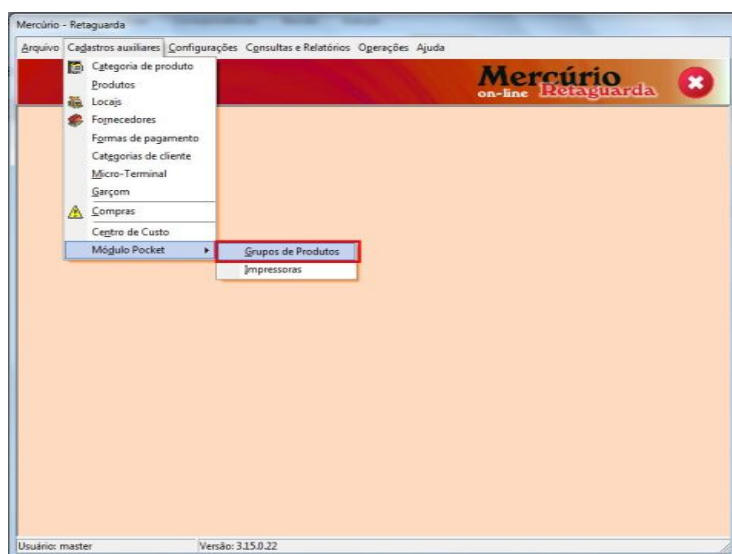 Mercúrio - Retaguarda
Arquivo Cadastros auxiliares Configurações Consultas e Relatórios Operações Ajuda
Mercúrio
on-line Retaguarda
Categoria de produto
Produtos
Locais
Fornecedores
Formas de pagamento
Categorias de cliente
Micro-Terminal
Garçom
Compras
Centro de Custo
Módulo Pocket
Grupos de Produtos
Impressoras
Usuário: master Versão: 3.15.0.22